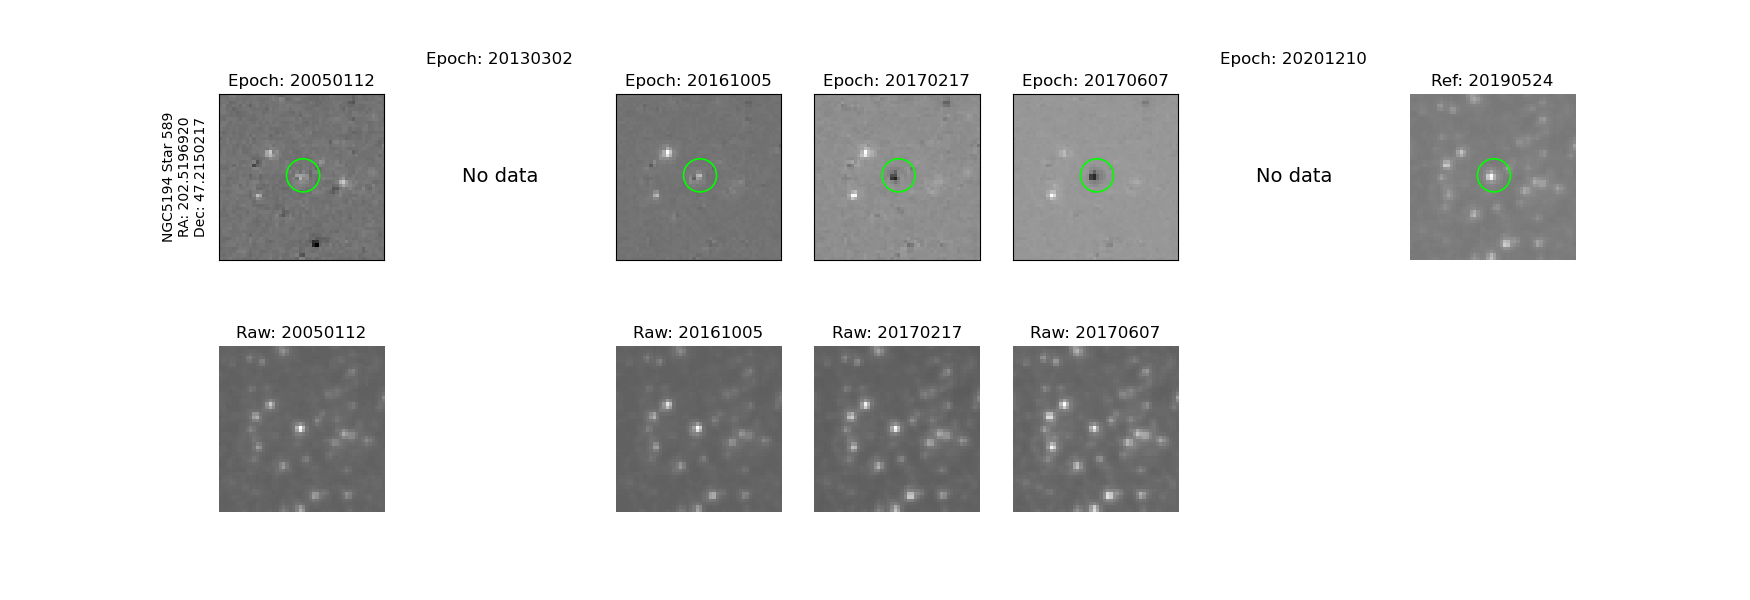 Epoch: 20130302
Epoch: 20201210
Epoch: 20050112
Epoch: 20161005
Epoch: 20170217
Epoch: 20170607
Ref: 20190524
NGC5194 Star 589
RA: 202.5196920
Dec: 47.2150217
No data
No data
Raw: 20050112
Raw: 20161005
Raw: 20170217
Raw: 20170607